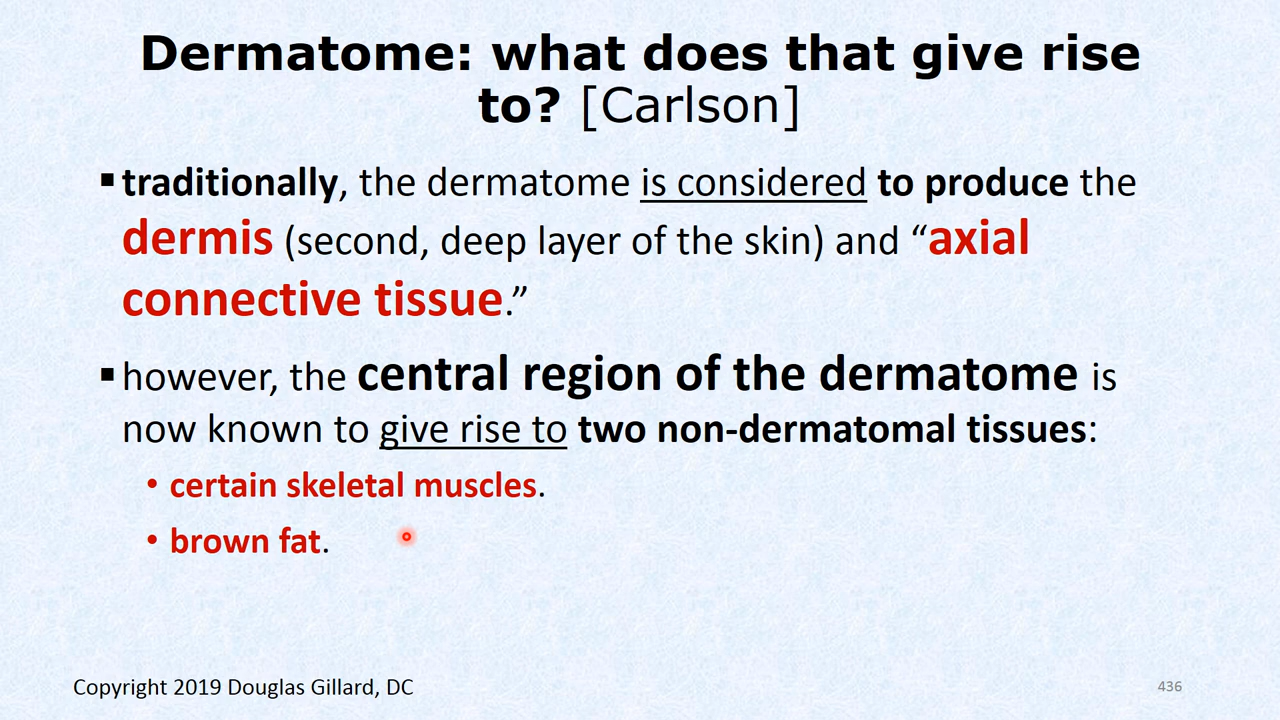 Dermatome: what does that give rise
to? [Carlson]
▪ traditionally, the dermatome is considered to produce the
dermis (second, deep layer of the skin) and “axial
connective tissue.”
▪ however, the central region of the dermatome is
now known to give rise to two non-dermatomal tissues:
• certain skeletal muscles.
• brown fat.
Copyright 2019 Douglas Gillard, DC
436